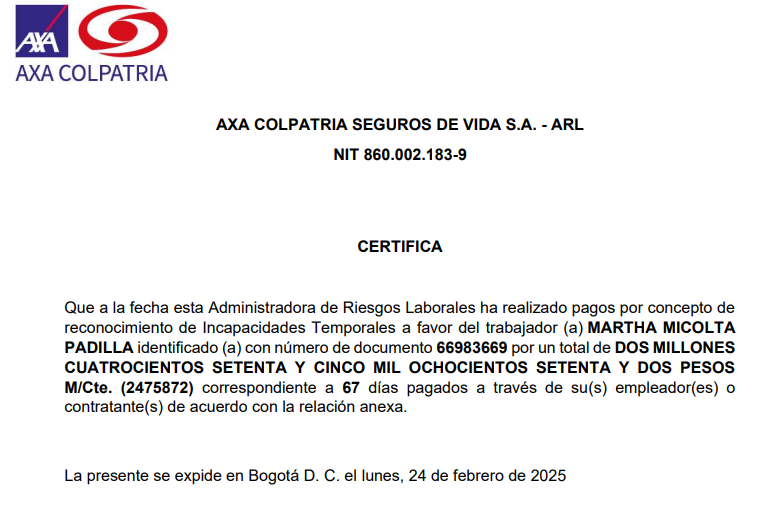 AXA
AXA COLPATRIA
AXA COLPATRIA SEGUROS DE VIDA S.A. - ARL
NIT 860.002.183-9
CERTIFICA
Que a la fecha esta Administradora de Riesgos Laborales ha realizado pagos por concepto de
reconocimiento de Incapacidades Temporales a favor del trabajador (a) MARTHA MICOLTA
PADILLA identificado (a) con número de documento 66983669 por un total de DOS MILLONES
CUATROCIENTOS SETENTA Y CINCO MIL OCHOCIENTOS SETENTA Y DOS PESOS
M/Cte. (2475872) correspondiente a 67 días pagados a través de su(s) empleador(es) o
contratante(s) de acuerdo con la relación anexa.
La presente se expide en Bogotá D. C. el lunes, 24 de febrero de 2025